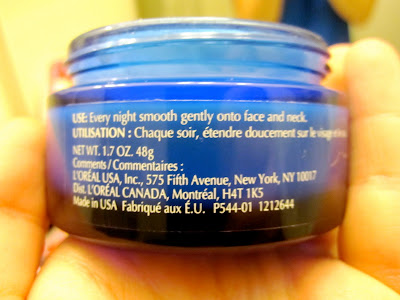 USE: Every night smooth gently onto face and neck.
UTILISATION : Chaque soir, étendre doucement sur le visage et
NET WT. 1.7 OZ. 48g
Comments / Commentaires :
L'ORÉAL USA, Inc., 575 Fifth Avenue, New York, NY 10017
Dist. L'ORÉAL CANADA, Montréal, H4T 1K5
Made in USA Fabriqué aux É.U. P544-01 1212644